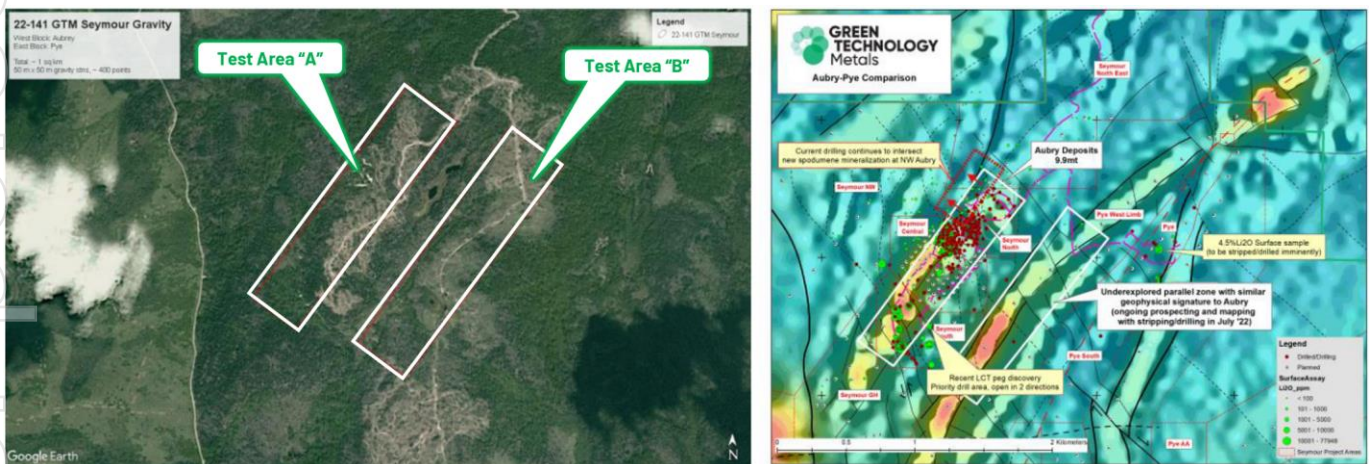 22-141 GTM Seymour Gravity
West Block: Aubrey
East Block: Pye
Total: ~ 1 sq km
50 m x 50 m gravity stns, ~ 400 points
Test Area "A"
Test Area "B"
Legend
22-141 GTM Seymour
Google Earth
N
GREEN
TECHNOLOGY
Metals
Aubry-Pye Comparison
Seymour
North East
Current drilling continues to intersect
new spodumene mineralization at NW Aubry
Aubry Deposits
9.9mt
Seymour NW
Seymour
Central
Seymour
North
Pye West Limb
Pye
4.5%Li2O Surface sample
(to be stripped/drilled imminently)
Underexplored parallel zone with similar
geophysical signature to Aubry
(ongoing prospecting and mapping
with stripping/drilling in July '22)
Seymour
Pye South
Recent LCT peg discovery
Priority drill area, open in 2 directions
Seymour GH
Pye AA
0
0.5
1
2 Kilometers
Legend
Drilled/Drilling
Planned
SurfaceAssay
Li2O_ppm
< 100
101 - 1000
1001 - 5000
5001 - 10000
10001 - 77948
Seymour Project Areas